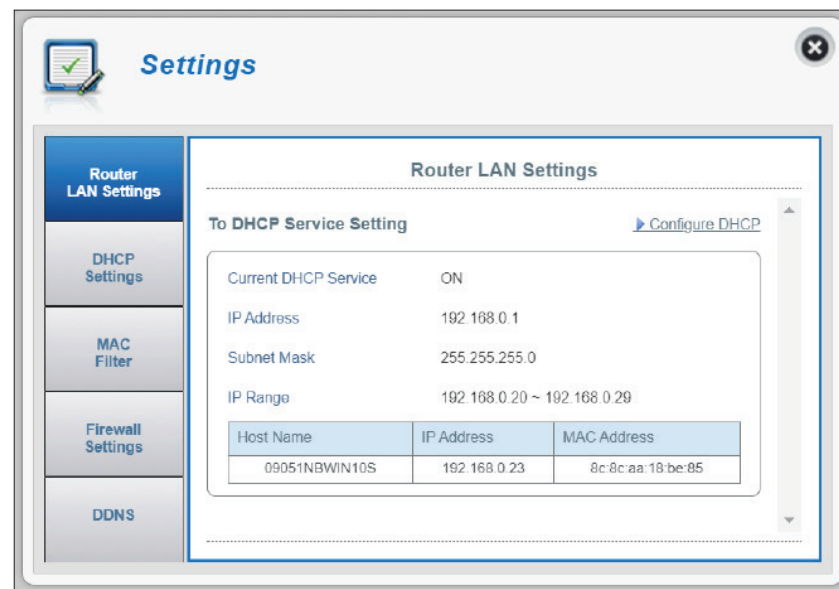 Settings
Router
LAN Settings
DHCP
Settings
MAC
Filter
Firewall
Settings
DDNS
Router LAN Settings
To DHCP Service Setting
Configure DHCP
Current DHCP Service ON
IP Address 192.168.0.1
Subnet Mask 255.255.255.0
IP Range 192.168.0.20 ~ 192.168.0.29
Host Name IP Address MAC Address
09051NBWIN10S 192.168.0.23 8c:8c:aa:18:be:85